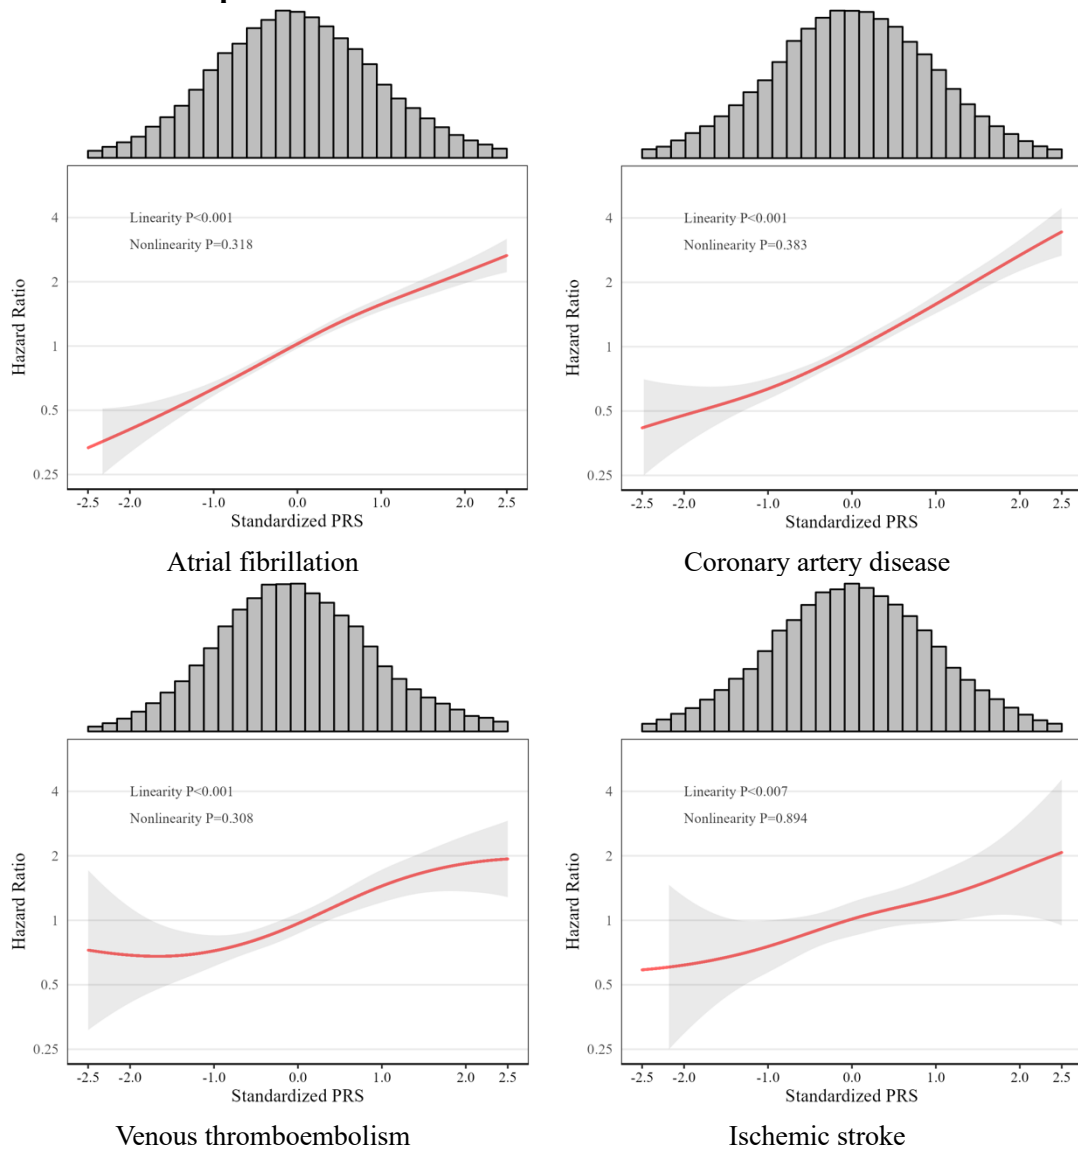 4
2
1
0.5
0.25
Hazard Ratio
Linearity P<0.001
Nonlinearity P=0.318
-2.5 -2.0 -1.0 0.0 1.0 2.0 2.5
Standardized PRS
Atrial fibrillation
4
2
1
0.5
0.25
Hazard Ratio
Linearity P<0.001
Nonlinearity P=0.383
-2.5 -2.0 -1.0 0.0 1.0 2.0 2.5
Standardized PRS
Coronary artery disease
4
2
1
0.5
0.25
Hazard Ratio
Linearity P<0.001
Nonlinearity P=0.308
-2.5 -2.0 -1.0 0.0 1.0 2.0 2.5
Standardized PRS
Venous thromboembolism
4
2
1
0.5
0.25
Hazard Ratio
Linearity P<0.007
Nonlinearity P=0.894
-2.5 -2.0 -1.0 0.0 1.0 2.0 2.5
Standardized PRS
Ischemic stroke